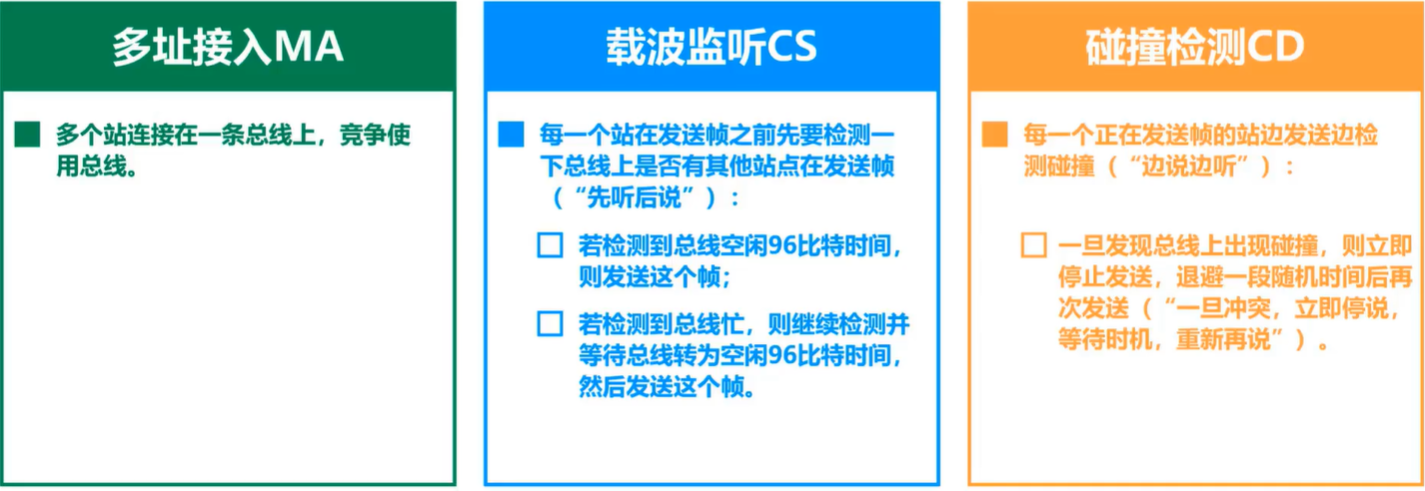 多址接入MA
多个站连接在一条总线上，竞争使
用总线。
载波监听CS
每一个站在发送帧之前先要检测一
下总线上是否有其他站点在发送帧
（“先听后说”）：
若检测到总线空闲96比特时间，
则发送这个帧；
若检测到总线忙，则继续检测并
等待总线转为空闲96比特时间，
然后发送这个帧。
碰撞检测CD
每一个正在发送帧的站边发送边检
测碰撞（“边说边听”）：
一旦发现总线上出现碰撞，则立即
停止发送，退避一段随机时间后再
次发送（“一旦冲突，立即停说，
等待时机，重新再说”）。